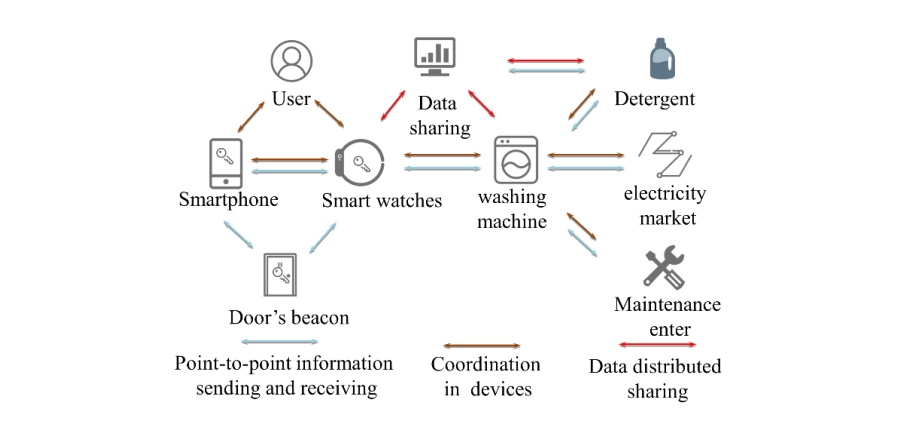 User
Data
sharing
Detergent
Smartphone
Smart watches
washing
machine
electricity
market
Door's beacon
Maintenance
enter
Point-to-point information
sending and receiving
Coordination
in devices
Data distributed
sharing